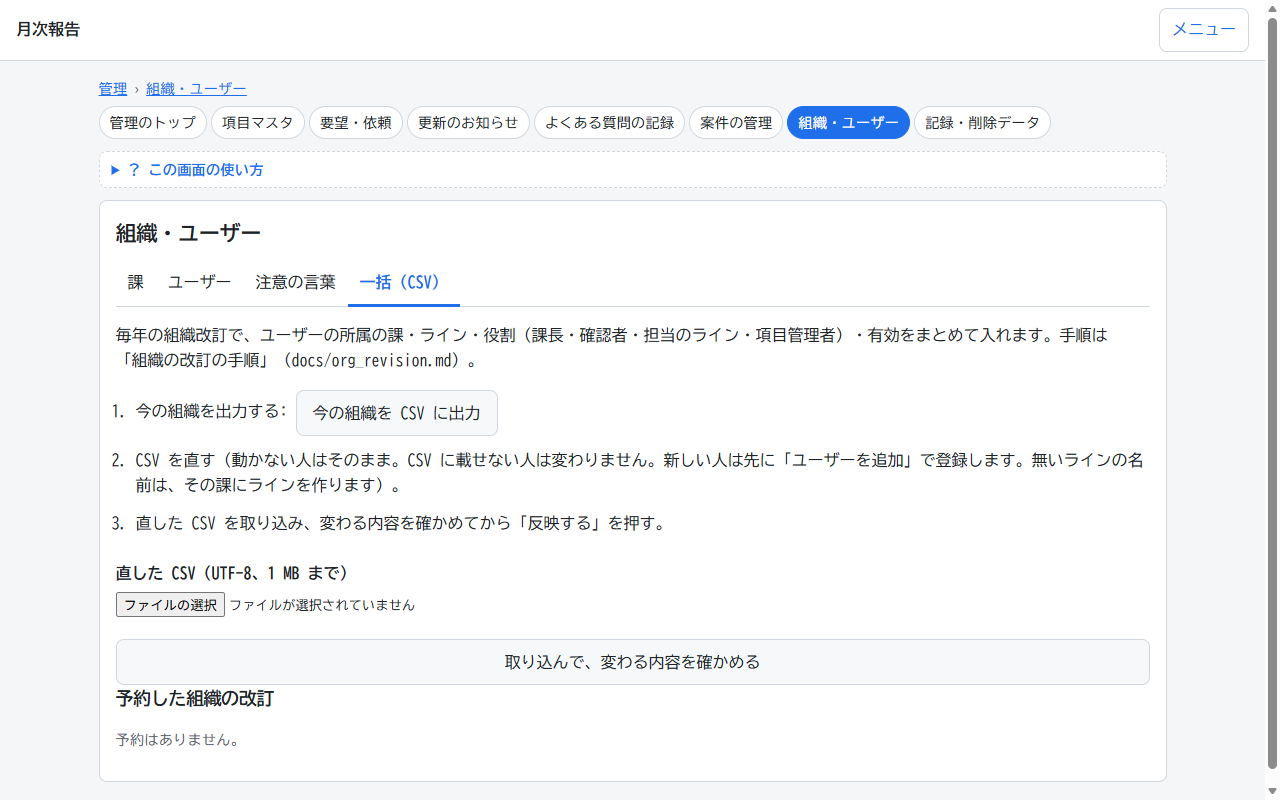 月次報告
メニュー
管理 › 組織・ユーザー
管理のトップ 項目マスタ 要望・依頼 更新のお知らせ よくある質問の記録 案件の管理 組織・ユーザー 記録・削除データ
▶ ? この画面の使い方
組織・ユーザー
課 ユーザー 注意の言葉 一括（CSV）
毎年の組織改訂で、ユーザーの所属の課・ライン・役割（課長・確認者・担当のライン・項目管理者）・有効をまとめて入れます。手順は
「組織の改訂の手順」（docs/org_revision.md）。
1. 今の組織を出力する: 今の組織を CSV に出力
2. CSV を直す（動かない人はそのまま。CSV に載せない人は変わりません。新しい人は先に「ユーザーを追加」で登録します。無いラインの名
前は、その課にラインを作ります）。
3. 直した CSV を取り込み、変わる内容を確かめてから「反映する」を押す。
直した CSV（UTF-8、1 MB まで）
ファイルの選択 ファイルが選択されていません
取り込んで、変わる内容を確かめる
予約した組織の改訂
予約はありません。